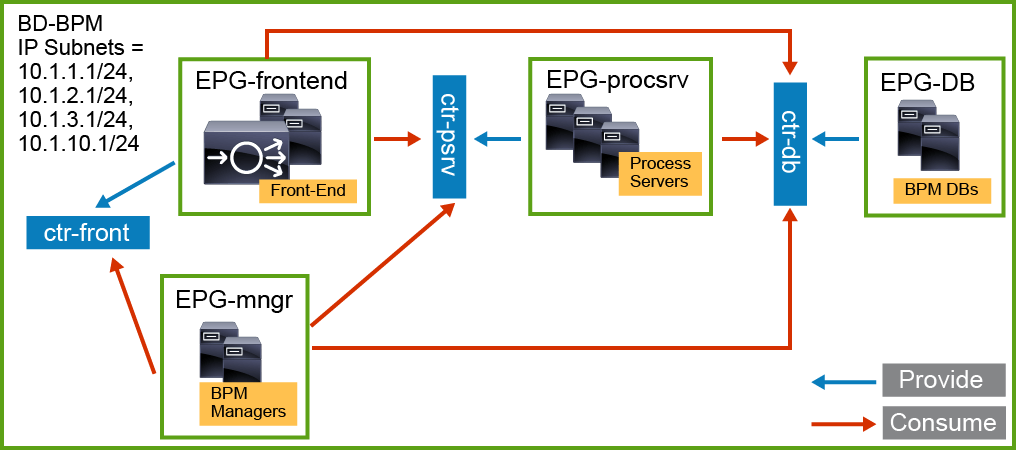 BD-BPM
IP Subnets =
10.1.1.1/24,
10.1.2.1/24,
10.1.3.1/24,
10.1.10.1/24
EPG-frontend
Front-End
ctr-psrv
EPG-procsrv
Process
Servers
ctr-db
EPG-DB
BPM DBs
ctr-front
EPG-mngr
BPM
Managers
Provide
Consume